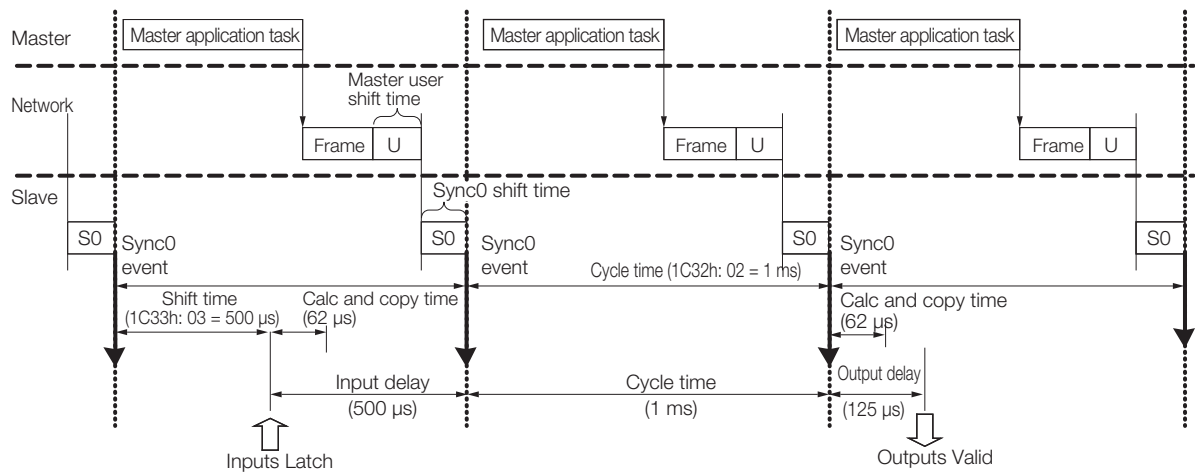 Master
Master application task
Master application task
Master application task
Network
Master user
shift time
Frame
U
Frame
U
Frame
U
Slave
Sync0 shift time
S0
Sync0
event
S0
Sync0
event
S0
Sync0
event
S0
Cycle time (1C32h: 02 = 1 ms)
Shift time
(1C33h: 03 = 500 µs)
Calc and copy time
(62 µs)
Calc and copy time
(62 µs)
Input delay
(500 µs)
Cycle time
(1 ms)
Output delay
(125 µs)
Inputs Latch
Outputs Valid